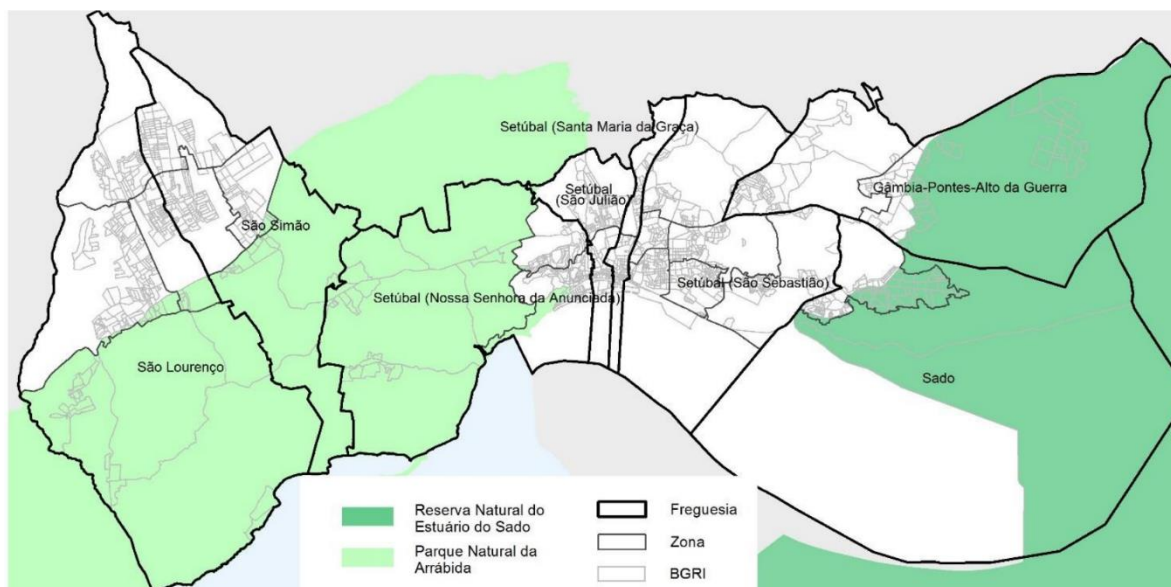 Setúbal (Santa Maria da Graça)
Setúbal
(São Julião)
Gâmbia-Pontes-Alto da Guerra
São Simão
Setúbal (São Sebastião)
Setúbal (Nossa Senhora da Anunciada)
São Lourenço
Sado
Reserva Natural do
Estuário do Sado
Parque Natural da
Arrábida
Freguesia
Zona
BGRI